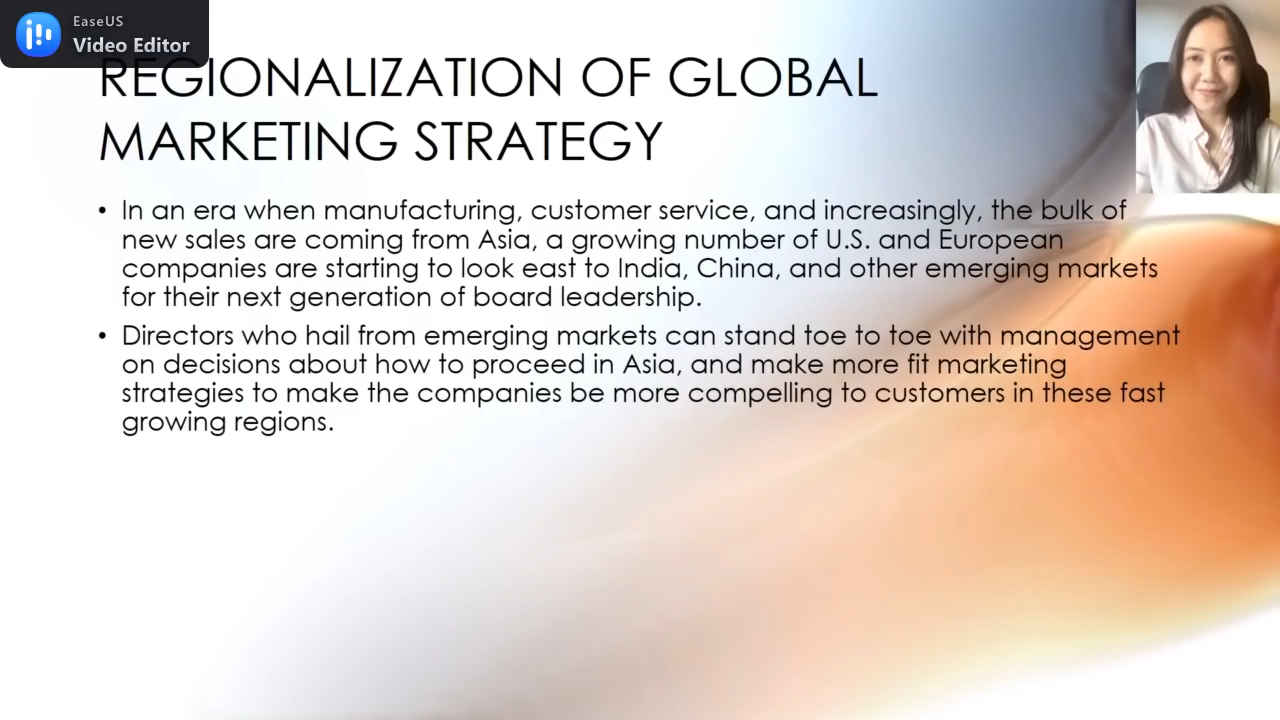 EaseUS
Video Editor
REGIONALIZATION OF GLOBAL
MARKETING STRATEGY
• In an era when manufacturing, customer service, and increasingly, the bulk of
new sales are coming from Asia, a growing number of U.S. and European
companies are starting to look east to India, China, and other emerging markets
for their next generation of board leadership.
• Directors who hail from emerging markets can stand toe to toe with management
on decisions about how to proceed in Asia, and make more fit marketing
strategies to make the companies be more compelling to customers in these fast
growing regions.